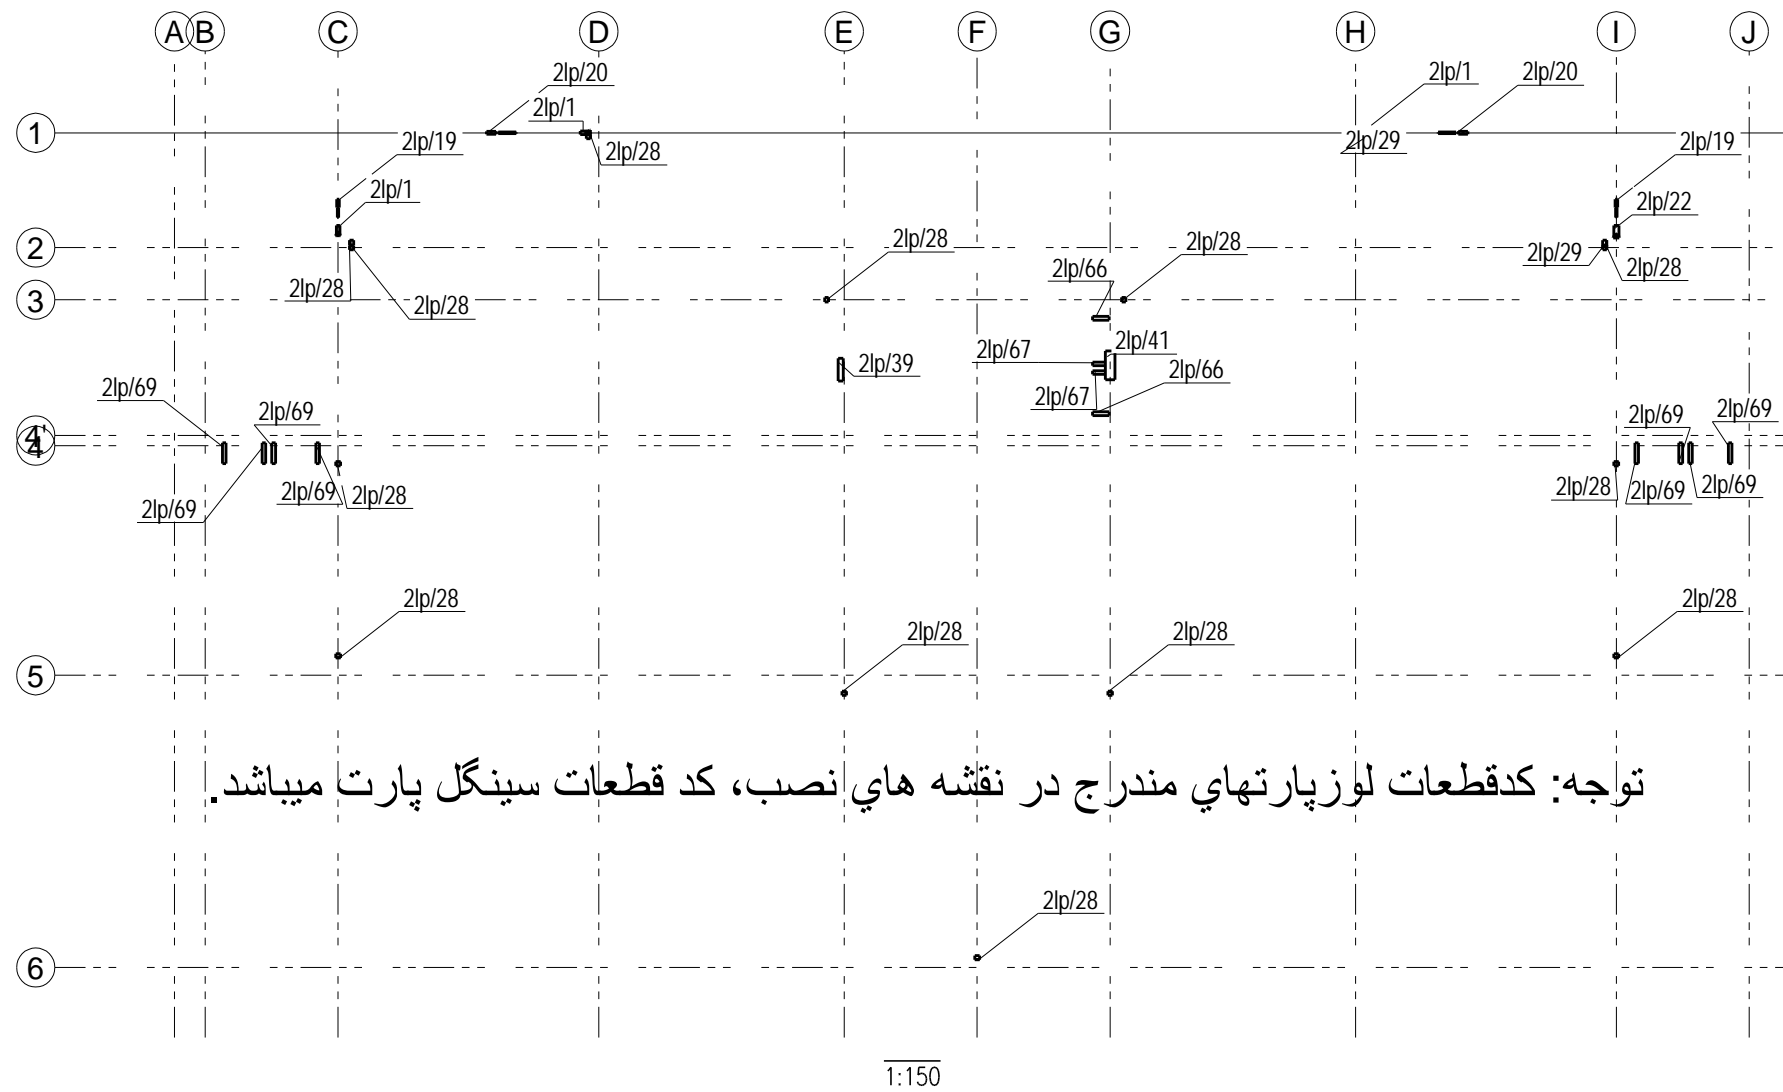 A B C D E F G H I J
2lp/20 2lp/1 2lp/20
2lp/1
1
2lp/19 2lp/28 2lp/29 2lp/19
2lp/1 2lp/22
2
2lp/28 2lp/28 2lp/29 2lp/28
2lp/28 2lp/28 2lp/66
3
2lp/67 2lp/41
2lp/39 2lp/66
2lp/69 2lp/69 2lp/67 2lp/69 2lp/69
4'
4
2lp/69 2lp/69 2lp/28 2lp/28 2lp/69 2lp/69
2lp/28 2lp/28
2lp/28 2lp/28
5
توجه: كدقطعات لوزپارتهاي مندرج در نقشه هاي نصب، كد قطعات سينگل پارت ميباشد.
2lp/28
6
1:150